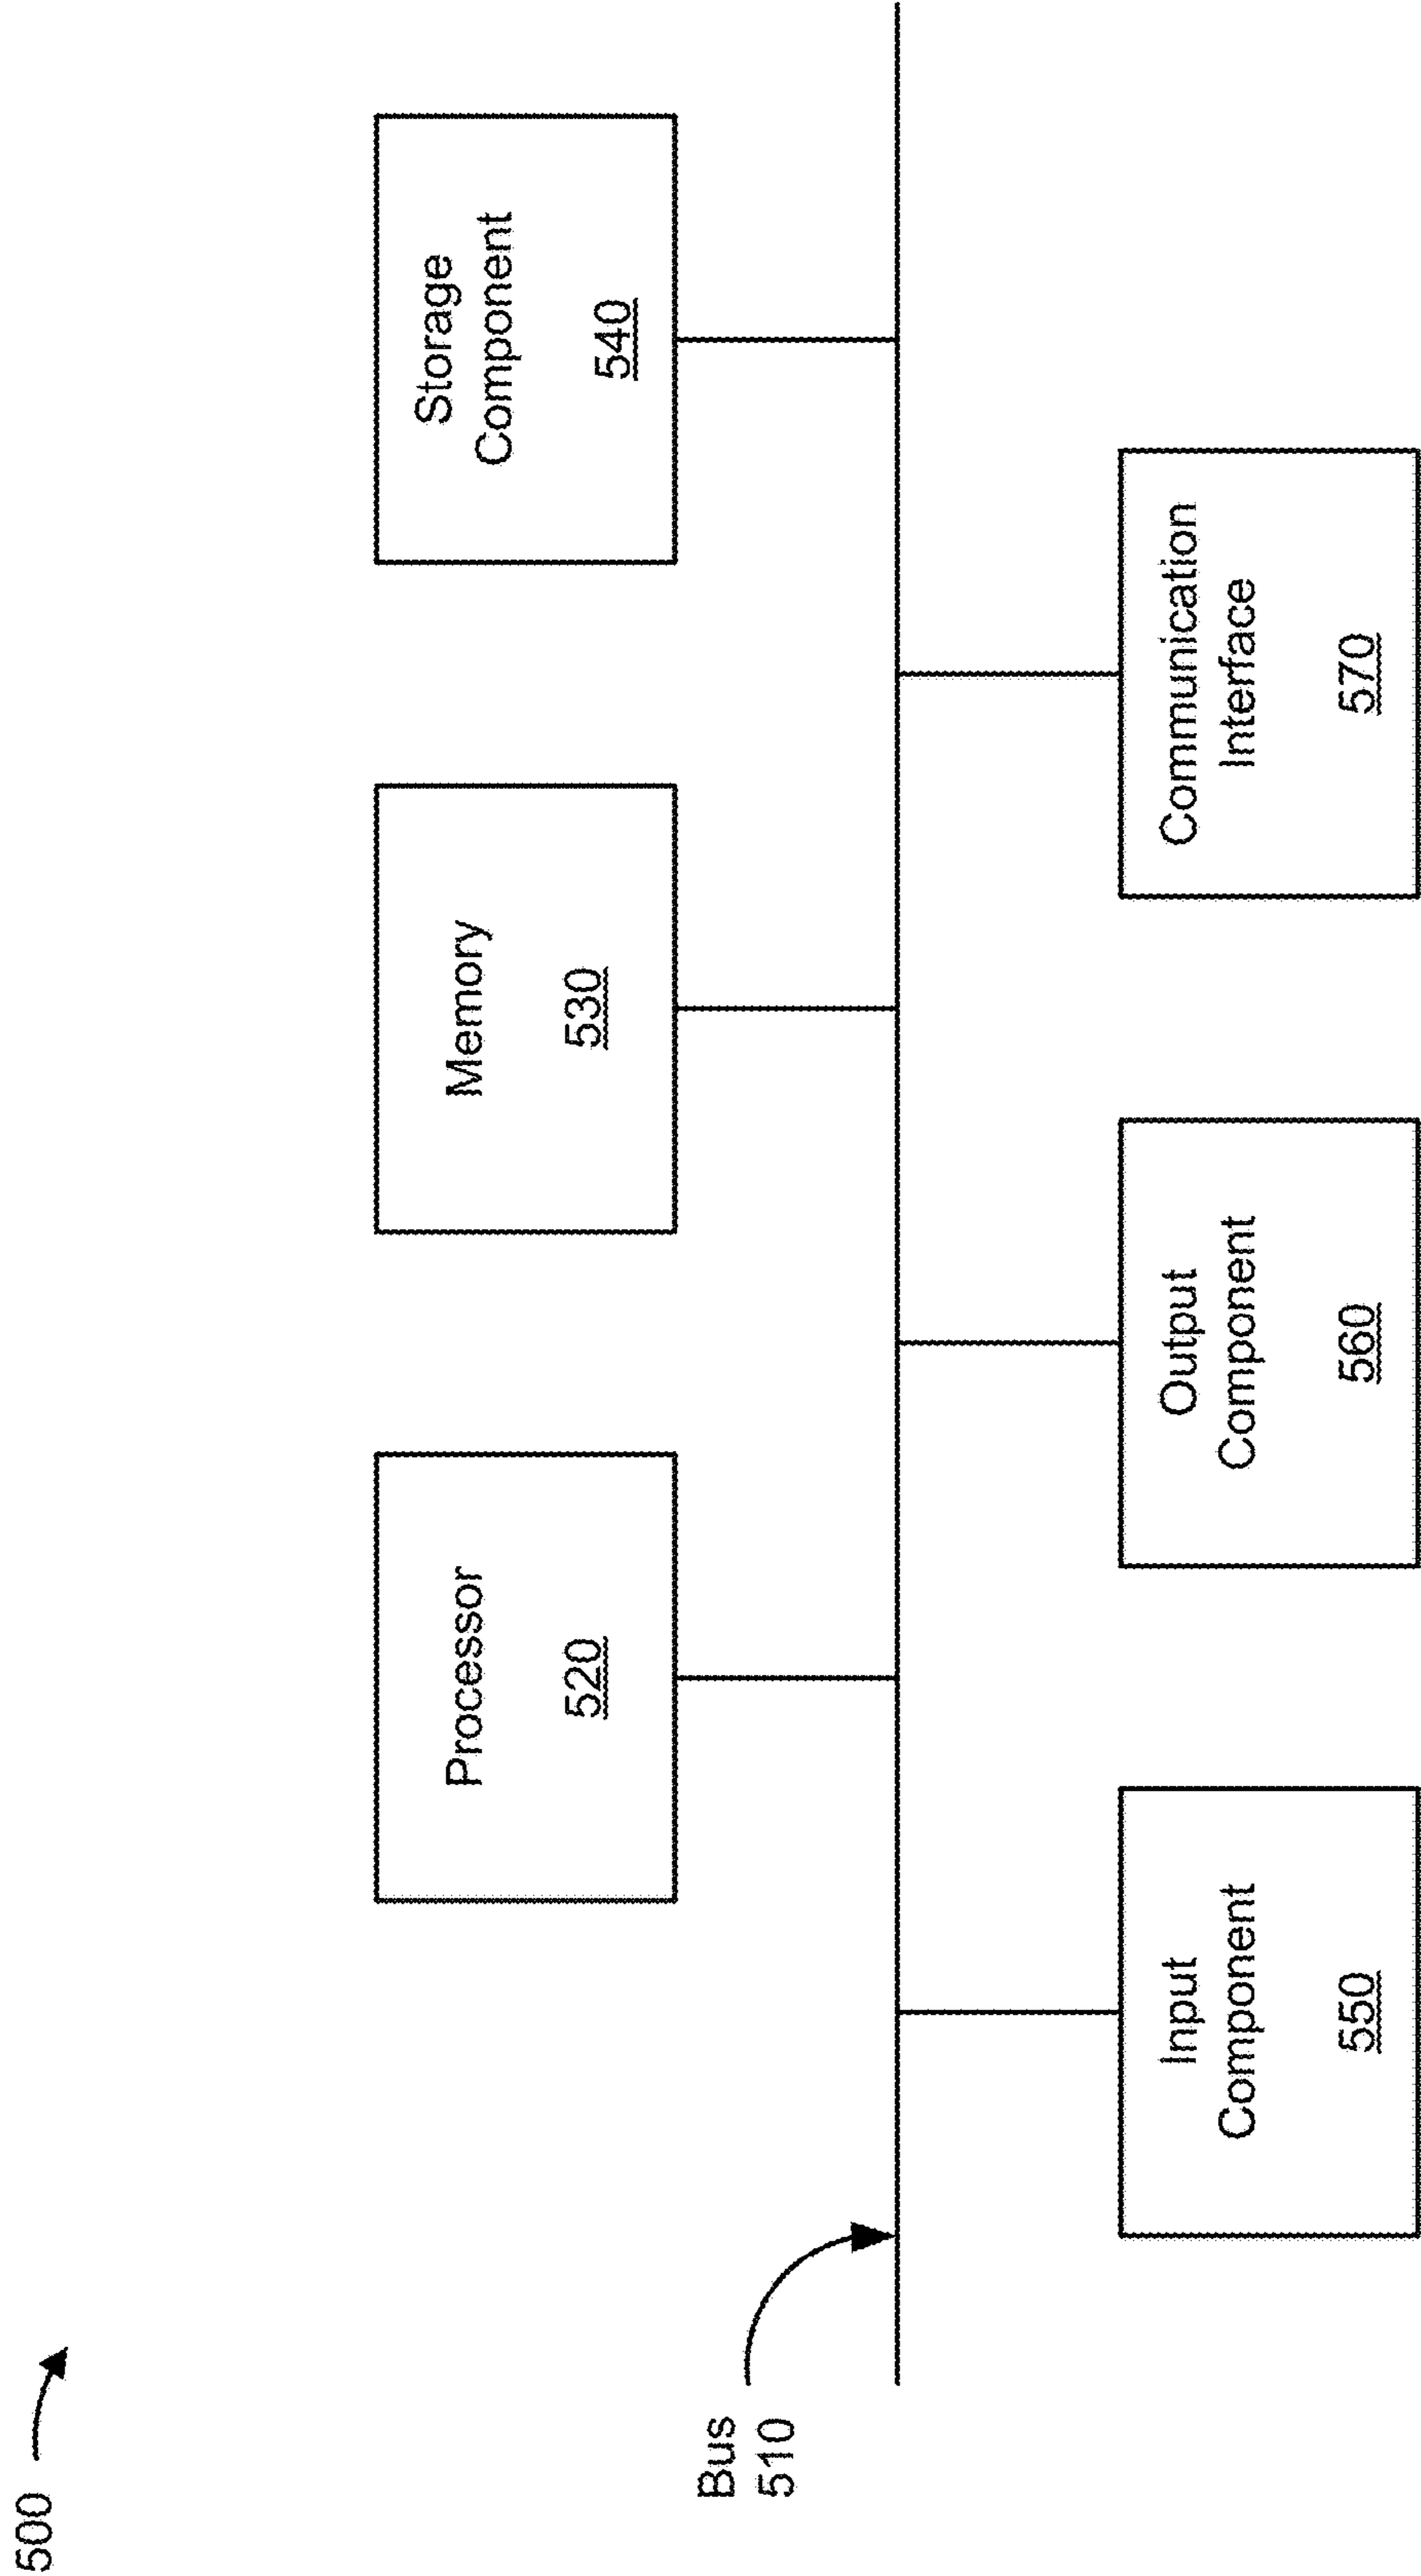 500
Processor
520
Memory
530
Storage
Component
540
Bus
510
Input
Component
550
Output
Component
560
Communication
Interface
570